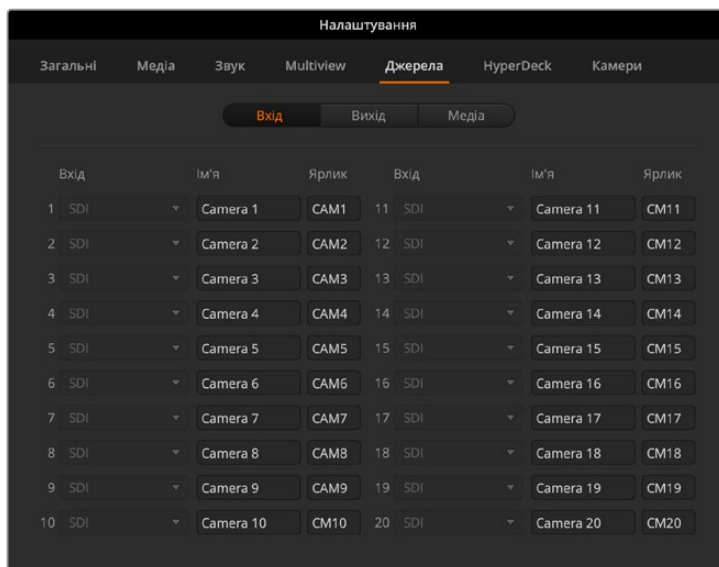 Налаштування
Загальні Медіа Звук Multiview Джерела HyperDeck Камери
Вхід Вихід Медіа
Вхід Ім'я Ярлик Вхід Ім'я Ярлик
1 SDI Camera 1 CAM1 11 SDI Camera 11 CM11
2 SDI Camera 2 CAM2 12 SDI Camera 12 CM12
3 SDI Camera 3 CAM3 13 SDI Camera 13 CM13
4 SDI Camera 4 CAM4 14 SDI Camera 14 CM14
5 SDI Camera 5 CAM5 15 SDI Camera 15 CM15
6 SDI Camera 6 CAM6 16 SDI Camera 16 CM16
7 SDI Camera 7 CAM7 17 SDI Camera 17 CM17
8 SDI Camera 8 CAM8 18 SDI Camera 18 CM18
9 SDI Camera 9 CAM9 19 SDI Camera 19 CM19
10 SDI Camera 10 CM10 20 SDI Camera 20 CM20